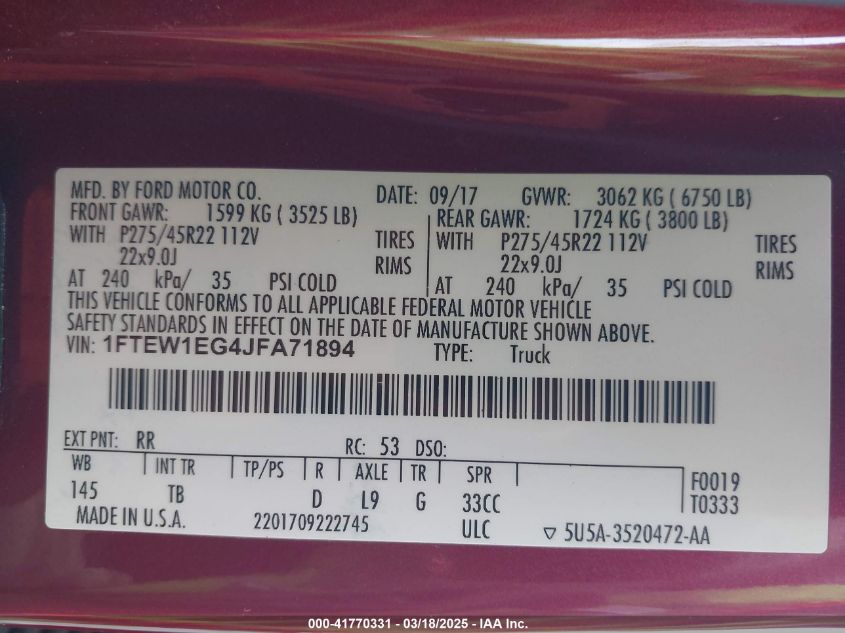 MFD. BY FORD MOTOR CO. DATE: 09/17 GVWR: 3062 KG ( 6750 LB)
FRONT GAWR: 1599 KG ( 3525 LB) REAR GAWR: 1724 KG ( 3800 LB)
WITH P275/45R22 112V TIRES WITH P275/45R22 112V TIRES
22x9.0J RIMS 22x9.0J RIMS
AT 240 kPa/ 35 PSI COLD AT 240 kPa/ 35 PSI COLD
THIS VEHICLE CONFORMS TO ALL APPLICABLE FEDERAL MOTOR VEHICLE
SAFETY STANDARDS IN EFFECT ON THE DATE OF MANUFACTURE SHOWN ABOVE.
VIN: 1FTEW1EG4JFA71894 TYPE: Truck
EXT PNT: RR RC: 53 DSO:
WB INT TR TP/PS R AXLE TR SPR F0019
145 TB D L9 G 33CC T0333
MADE IN U.S.A. 2201709222745 ULC ▽ 5U5A-3520472-AA
000-41770331 - 03/18/2025 - IAA Inc.